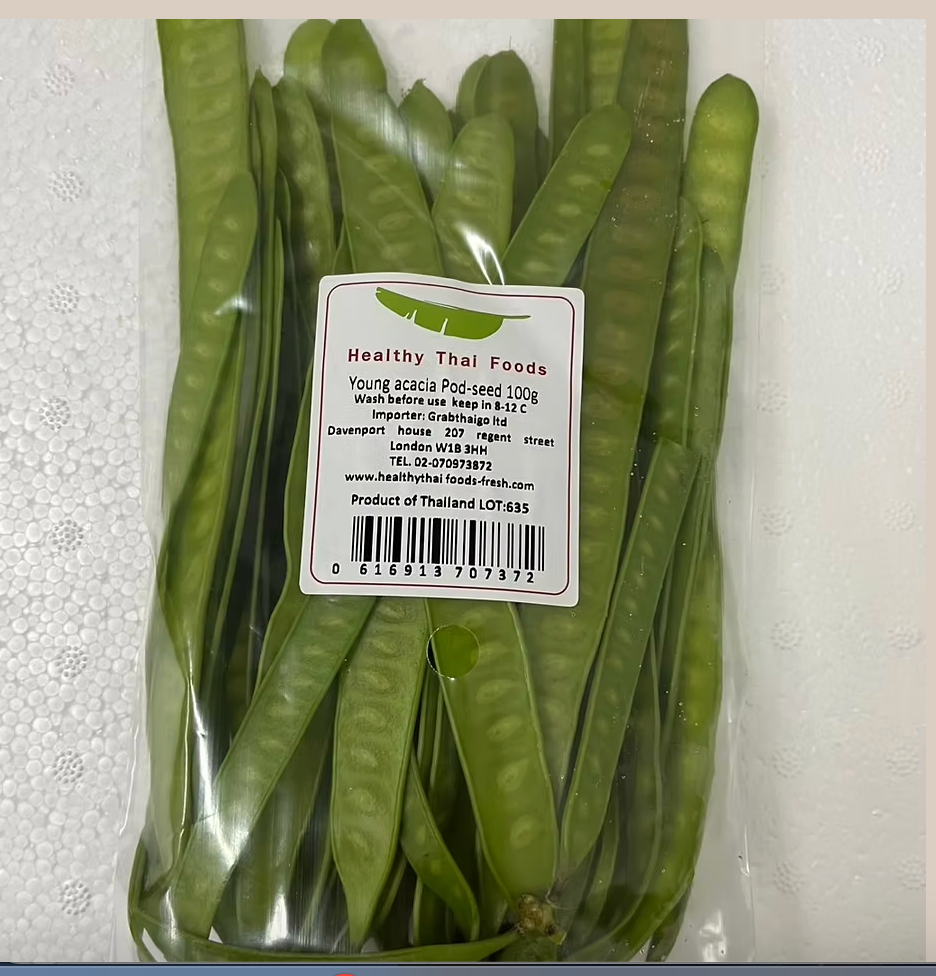 Healthy Thai Foods
Young acacia Pod-seed 100g
Wash before use keep in 8-12 C
Importer: Grabthaigo ltd
Davenport house 207 regent street
London W1B 3HH
TEL. 02-070973872
www.healthythai foods-fresh.com
Product of Thailand LOT:635
0 616913 707372